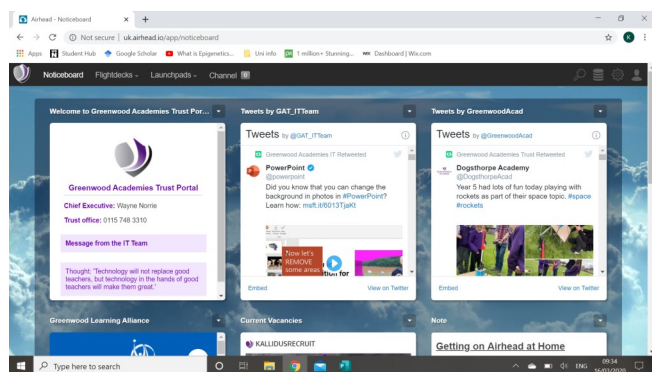 Airhead - Noticeboard
Not secure | uk.airhead.io/app/noticeboard
K
Apps Student Hub Google Scholar What is Epigenetics... Uni info 1 million+ Stunning... WIX Dashboard | Wix.com
Noticeboard Flightdecks Launchpads Channel 0
Welcome to Greenwood Academies Trust Por...
Greenwood Academies Trust Portal
Chief Executive: Wayne Norrie
Trust office: 0115 748 3310
Message from the IT Team
Thought: 'Technology will not replace good
teachers, but technology in the hands of good
teachers will make them great.'
Tweets by GAT_ITTeam
Tweets by @GAT_ITTeam
Greenwood Academies IT Retweeted
PowerPoint
@powerpoint
Did you know that you can change the
background in photos in #PowerPoint?
Learn how: msft.it/6013TjaKt
Now let's
REMOVE
some areas
Embed View on Twitter
Tweets by GreenwoodAcad
Tweets by @GreenwoodAcad
Greenwood Academies Trust Retweeted
Dogsthorpe Academy
@DogsthorpeAcad
Year 5 had lots of fun today playing with
rockets as part of their space topic. #space
#rockets
Embed View on Twitter
Greenwood Learning Alliance
Current Vacancies
KALLIDUSRECRUIT
Note
Getting on Airhead at Home
Type here to search
ENG
09:34
16/03/2020